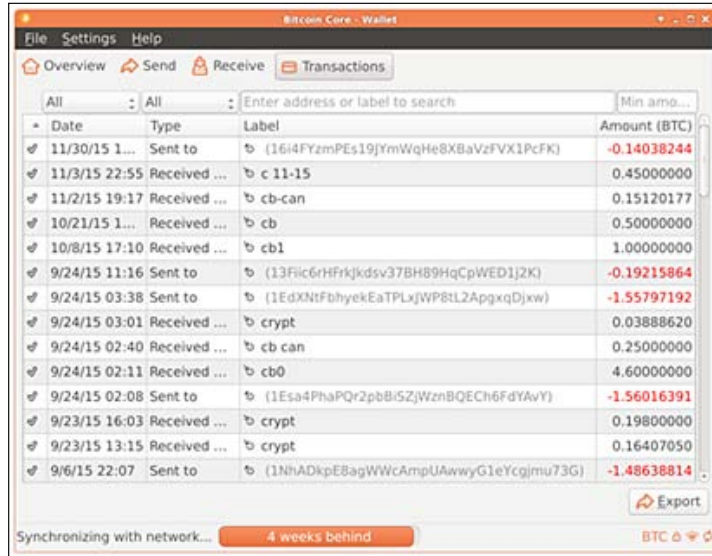 Bitcoin Core - Wallet
File Settings Help
Overview Send Receive Transactions
All All Enter address or label to search Min amo...
Date Type Label Amount (BTC)
11/30/15 1... Sent to (16i4FYzmPEs19JYmWqHe8XBaVzFVX1PcFK) -0.14038244
11/3/15 22:55 Received ... c 11-15 0.45000000
11/2/15 19:17 Received ... cb-can 0.15120177
10/21/15 1... Received ... cb 0.50000000
10/8/15 17:10 Received ... cb1 1.00000000
9/24/15 11:16 Sent to (13Fiic6rHFrkJkdsv37BH89HqCpWED1j2K) -0.19215864
9/24/15 03:38 Sent to (1EdXNtFbhyekEaTPLxJWP8tL2ApgxqDjxw) -1.55797192
9/24/15 03:01 Received ... crypt 0.03888620
9/24/15 02:40 Received ... cb can 0.25000000
9/24/15 02:11 Received ... cb0 4.60000000
9/24/15 02:08 Sent to (1Esa4PhaPQr2pbBiSZjWznBQECh6FdYAvY) -1.56016391
9/23/15 16:03 Received ... crypt 0.19800000
9/23/15 13:15 Received ... crypt 0.16407050
9/6/15 22:07 Sent to (1NhADkpE8agWWcAmpUAwwyG1eYcgjmu73G) -1.48638814
Export
Synchronizing with network... 4 weeks behind BTC